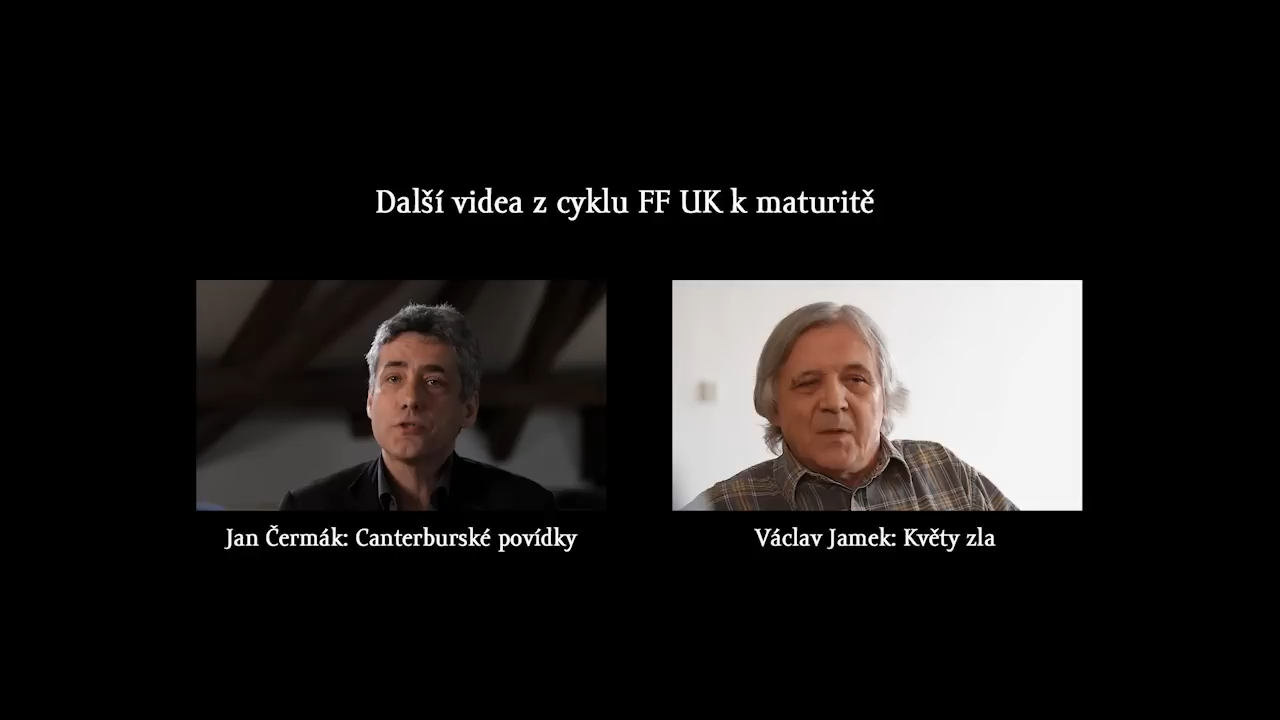 Další videa z cyklu FF UK k maturitě
Jan Čermák: Canterburské povídky
Václav Jamek: Květy zla